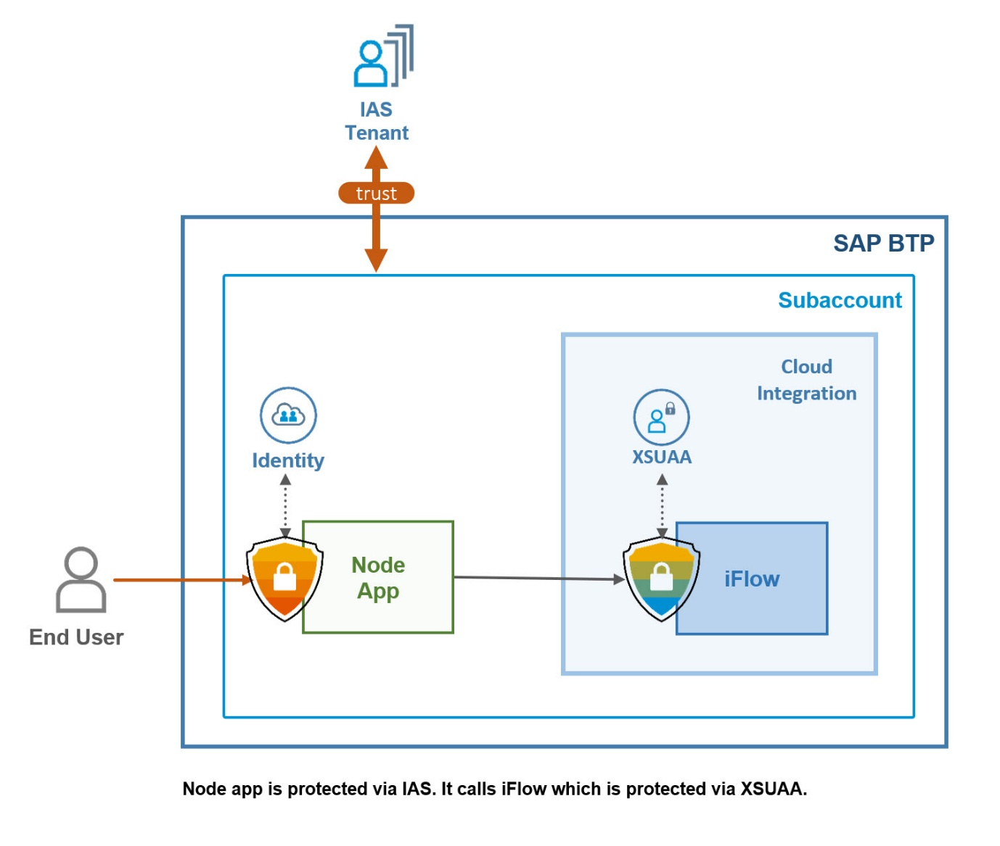 IAS
Tenant
trust
SAP BTP
Subaccount
Cloud
Integration
Identity
XSUAA
Node
App
iFlow
End User
Node app is protected via IAS. It calls iFlow which is protected via XSUAA.